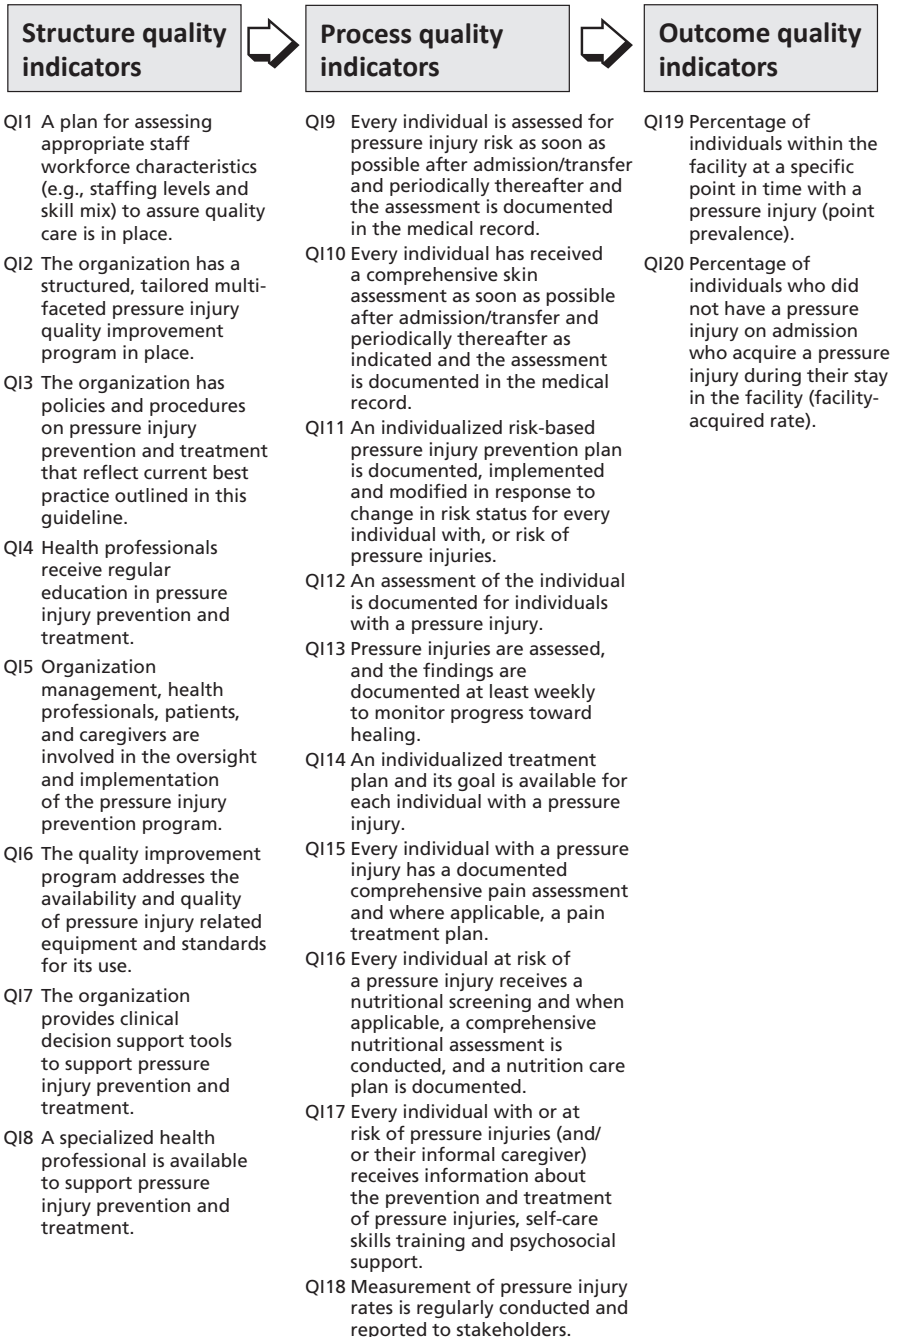 Structure quality
indicators
Process quality
indicators
Outcome quality
indicators
QI1 A plan for assessing
appropriate staff
workforce characteristics
(e.g., staffing levels and
skill mix) to assure quality
care is in place.
QI2 The organization has a
structured, tailored multi-
faceted pressure injury
quality improvement
program in place.
QI3 The organization has
policies and procedures
on pressure injury
prevention and treatment
that reflect current best
practice outlined in this
guideline.
QI4 Health professionals
receive regular
education in pressure
injury prevention and
treatment.
QI5 Organization
management, health
professionals, patients,
and caregivers are
involved in the oversight
and implementation
of the pressure injury
prevention program.
QI6 The quality improvement
program addresses the
availability and quality
of pressure injury related
equipment and standards
for its use.
QI7 The organization
provides clinical
decision support tools
to support pressure
injury prevention and
treatment.
QI8 A specialized health
professional is available
to support pressure
injury prevention and
treatment.
QI9 Every individual is assessed for
pressure injury risk as soon as
possible after admission/transfer
and periodically thereafter and
the assessment is documented
in the medical record.
QI10 Every individual has received
a comprehensive skin
assessment as soon as possible
after admission/transfer and
periodically thereafter as
indicated and the assessment
is documented in the medical
record.
QI11 An individualized risk-based
pressure injury prevention plan
is documented, implemented
and modified in response to
change in risk status for every
individual with, or risk of
pressure injuries.
QI12 An assessment of the individual
is documented for individuals
with a pressure injury.
QI13 Pressure injuries are assessed,
and the findings are
documented at least weekly
to monitor progress toward
healing.
QI14 An individualized treatment
plan and its goal is available for
each individual with a pressure
injury.
QI15 Every individual with a pressure
injury has a documented
comprehensive pain assessment
and where applicable, a pain
treatment plan.
QI16 Every individual at risk of
a pressure injury receives a
nutritional screening and when
applicable, a comprehensive
nutritional assessment is
conducted, and a nutrition care
plan is documented.
QI17 Every individual with or at
risk of pressure injuries (and/
or their informal caregiver)
receives information about
the prevention and treatment
of pressure injuries, self-care
skills training and psychosocial
support.
QI18 Measurement of pressure injury
rates is regularly conducted and
reported to stakeholders.
QI19 Percentage of
individuals within the
facility at a specific
point in time with a
pressure injury (point
prevalence).
QI20 Percentage of
individuals who did
not have a pressure
injury on admission
who acquire a pressure
injury during their stay
in the facility (facility-
acquired rate).